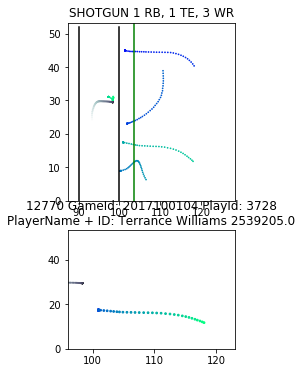 SHOTGUN 1 RB, 1 TE, 3 WR
50
40
30
20
10
0
90 100 110 120
12770 GameId: 2017100104 PlayId: 3728
PlayerName + ID: Terrance Williams 2539205.0
40
20
0
100 110 120